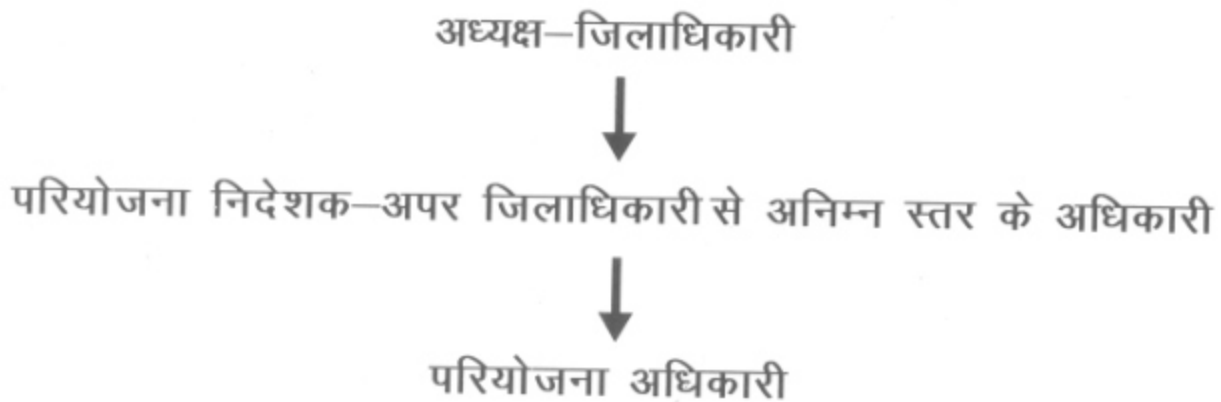 अध्यक्ष–जिलाधिकारी
परियोजना निदेशक–अपर जिलाधिकारी से अनिम्न स्तर के अधिकारी
परियोजना अधिकारी